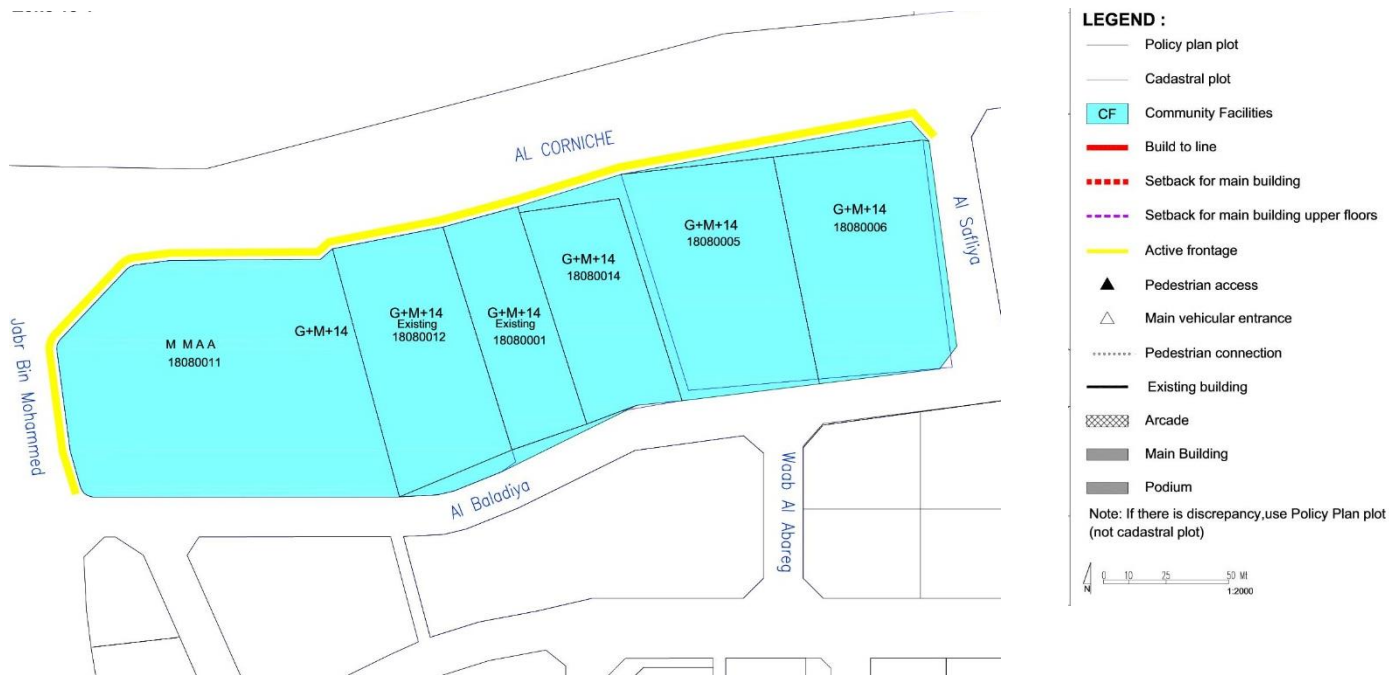 AL CORNICHE
Jabr Bin Mohammed
M M A A
18080011
G+M+14
G+M+14
Existing
18080012
G+M+14
Existing
18080001
G+M+14
18080014
G+M+14
18080005
G+M+14
18080006
Al Safliya
Al Baladiya
Waab Al Abareg
LEGEND :
Policy plan plot
Cadastral plot
CF Community Facilities
Build to line
Setback for main building
Setback for main building upper floors
Active frontage
Pedestrian access
Main vehicular entrance
Pedestrian connection
Existing building
Arcade
Main Building
Podium
Note: If there is discrepancy,use Policy Plan plot
(not cadastral plot)
N
0 10 25 50 Mt
1:2000